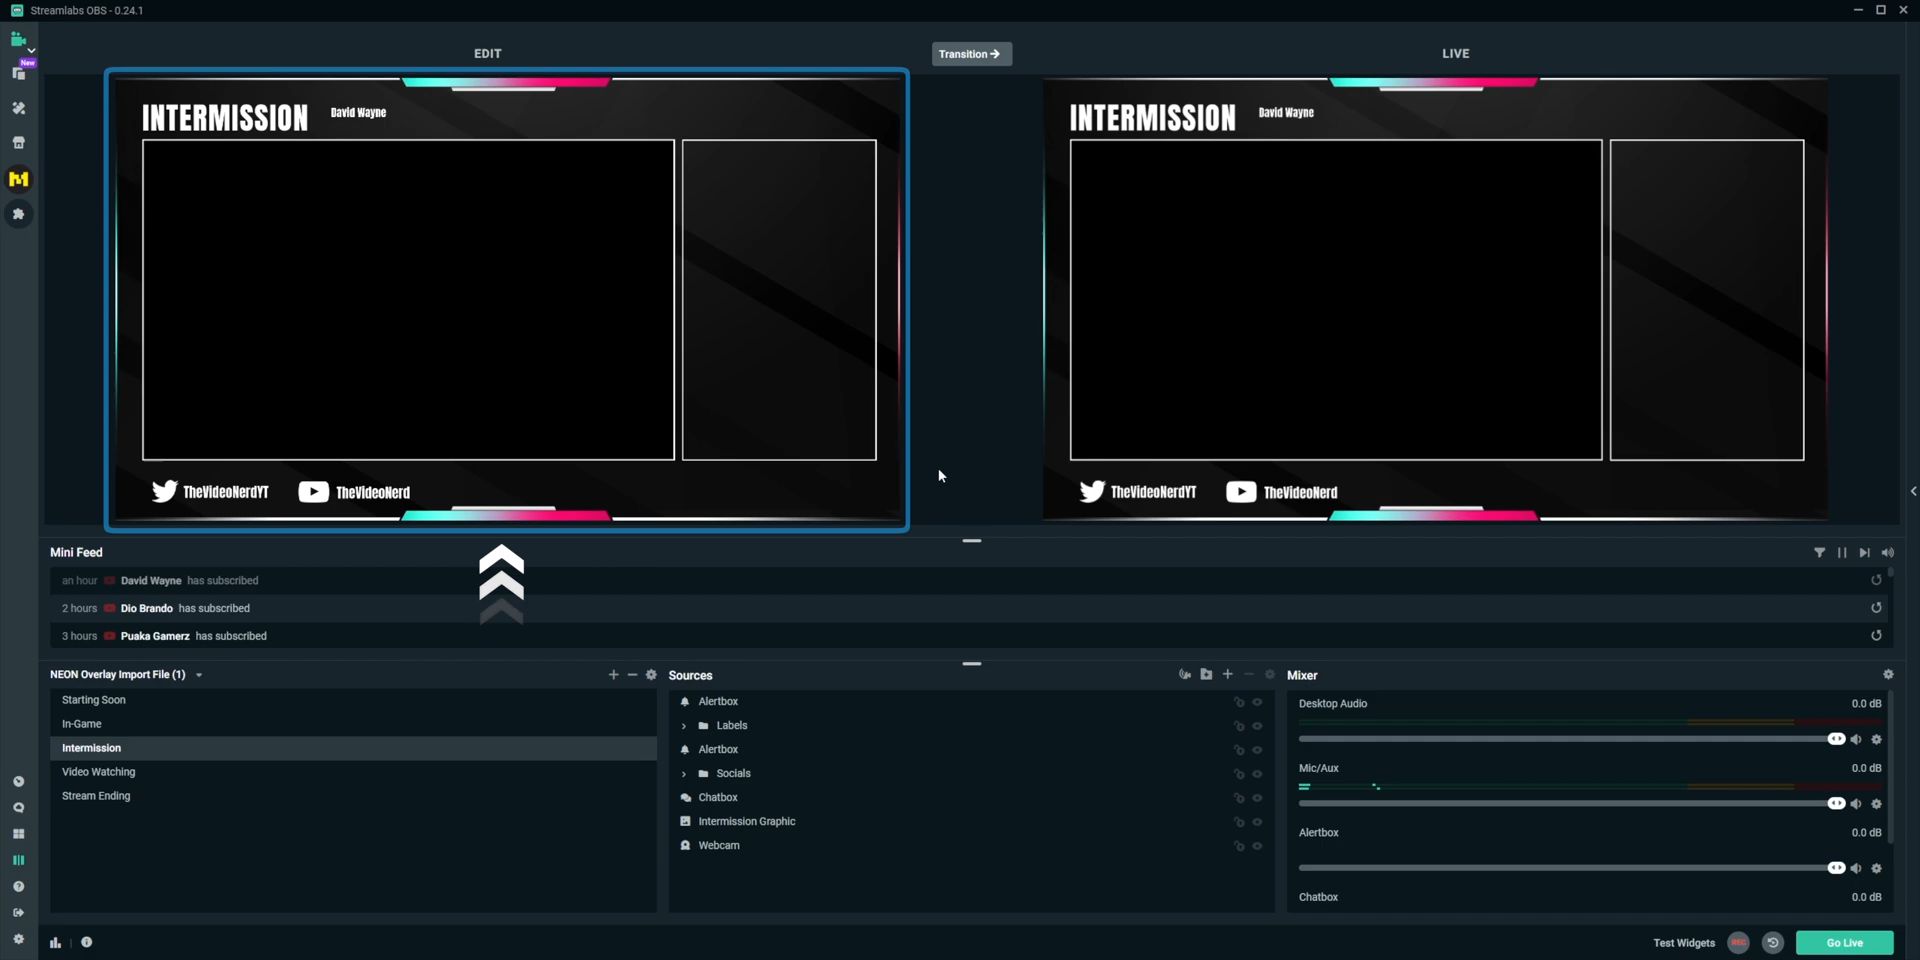 Streamlabs OBS - 0.24.1
New
EDIT
Transition
LIVE
INTERMISSION
David Wayne
TheVideoNerdYT
TheVideoNerd
INTERMISSION
David Wayne
TheVideoNerdYT
TheVideoNerd
Mini Feed
an hour David Wayne has subscribed
2 hours Dio Brando has subscribed
3 hours Puaka Gamerz has subscribed
NEON Overlay Import File (1)
Starting Soon
In-Game
Intermission
Video Watching
Stream Ending
Sources
Alertbox
Labels
Alertbox
Socials
Chatbox
Intermission Graphic
Webcam
Mixer
Desktop Audio 0.0 dB
Mic/Aux 0.0 dB
Alertbox 0.0 dB
Chatbox 0.0 dB
Test Widgets
REC
Go Live